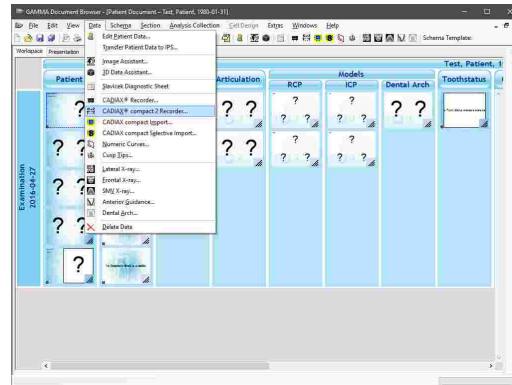 GAMMA Document Browser - [Patient Document -- Test, Patient, 1980-01-31]
File Edit View Data Schema Section Analysis Collection Cell Design Extras Windows Help
Schema Template:
Workspace Presentation
Edit Patient Data...
Transfer Patient Data to IPS...
Image Assistant...
3D Data Assistant...
Slavicek Diagnostic Sheet
CADIAX® Recorder...
CADIAX® compact 2 Recorder...
CADIAX compact Import...
CADIAX compact Selective Import...
Numeric Curves...
Cusp Tips...
Lateral X-ray...
Frontal X-ray...
SMV X-ray...
Anterior Guidance...
Dental Arch...
Delete Data
Test, Patient, 1
Patient Articulation Models Toothstatus
RCP ICP Dental Arch
Examination
2016-04-27
? ? ? ? ? ? ? ? ?
? ? ? ? ? ?
? ? ? ? ? ?
? ?
? ?
?